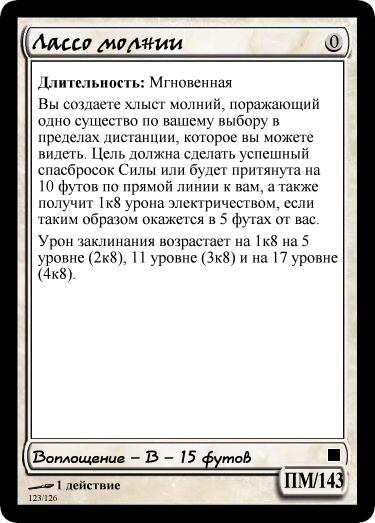 Лассо молнии 0
Длительность: Мгновенная
Вы создаете хлыст молний, поражающий
одно существо по вашему выбору в
пределах дистанции, которое вы можете
видеть. Цель должна сделать успешный
спасбросок Силы или будет притянута на
10 футов по прямой линии к вам, а также
получит 1к8 урона электричеством, если
таким образом окажется в 5 футах от вас.
Урон заклинания возрастает на 1к8 на 5
уровне (2к8), 11 уровне (3к8) и на 17 уровне
(4к8).
Воплощение – В – 15 футов
1 действие
ПМ/143
123/126